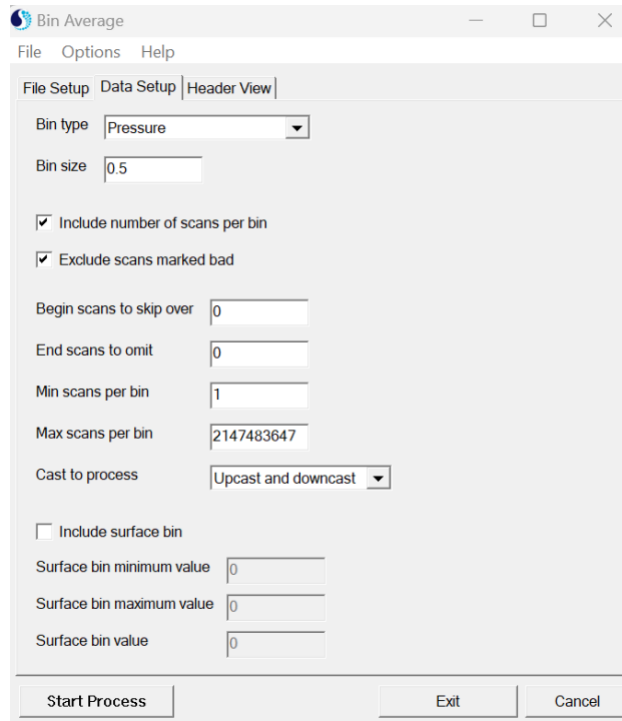 Bin Average
File Options Help
File Setup Data Setup Header View
Bin type Pressure
Bin size 0.5
Include number of scans per bin
Exclude scans marked bad
Begin scans to skip over 0
End scans to omit 0
Min scans per bin 1
Max scans per bin 2147483647
Cast to process Upcast and downcast
Include surface bin
Surface bin minimum value 0
Surface bin maximum value 0
Surface bin value 0
Start Process Exit Cancel